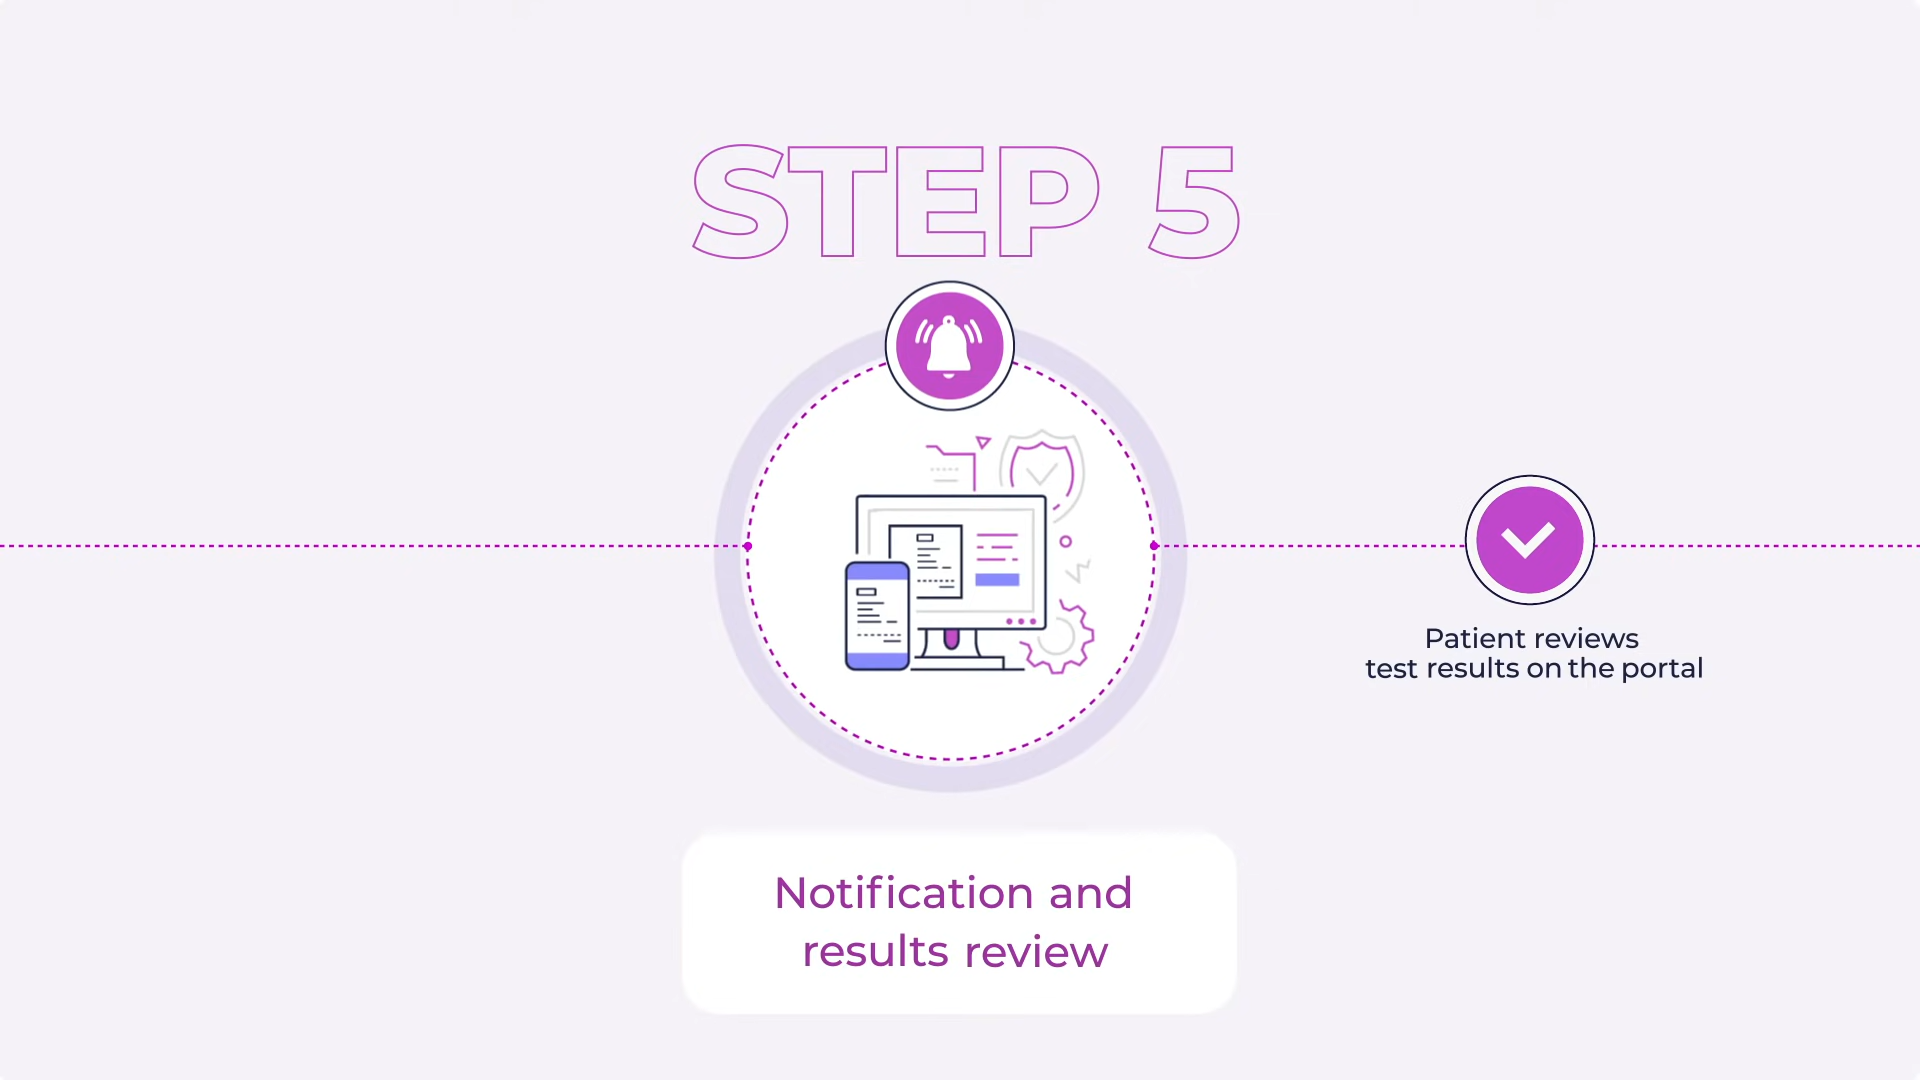 STEP 5
Patient reviews
test results on the portal
Notification and
results review